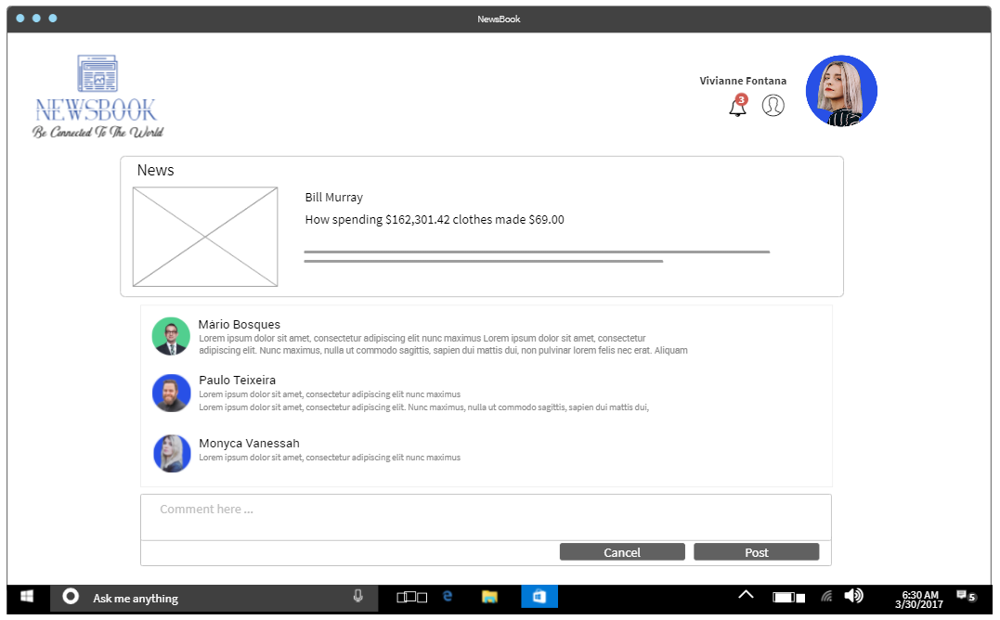 NewsBook
NEWSBOOK
Be Connected To The World
Vivianne Fontana
3
News
Bill Murray
How spending $162,301.42 clothes made $69.00
Mário Bosques
Lorem ipsum dolor sit amet, consectetur adipiscing elit nunc maximus Lorem ipsum dolor sit amet, consectetur
adipiscing elit. Nunc maximus, nulla ut commodo sagittis, sapien dui mattis dui, non pulvinar lorem felis nec erat. Aliquam
Paulo Teixeira
Lorem ipsum dolor sit amet, consectetur adipiscing elit nunc maximus
Lorem ipsum dolor sit amet, consectetur adipiscing elit. Nunc maximus, nulla ut commodo sagittis, sapien dui mattis dui,
Monyca Vanessah
Lorem ipsum dolor sit amet, consectetur adipiscing elit nunc maximus
Comment here ...
Cancel Post
Ask me anything
6:30 AM
3/30/2017
5